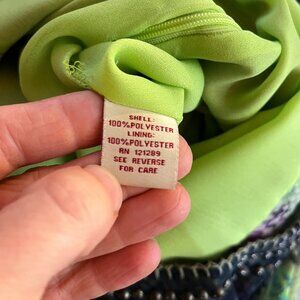 SHELL:
100%POLYESTER
LINING:
100%POLYESTER
RN 121289
SEE REVERSE
FOR CARE